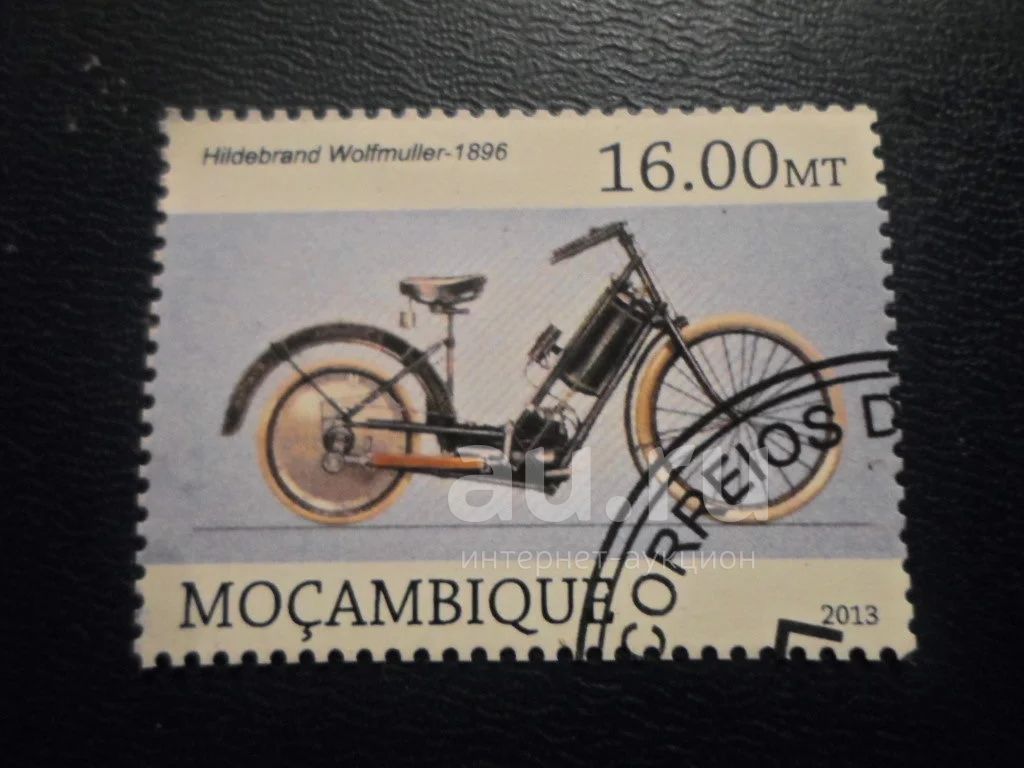 Hildebrand Wolfmuller-1896
16.00MT
au.ru
интернет-аукцион
CORREIOS D
MOÇAMBIQUE
2013